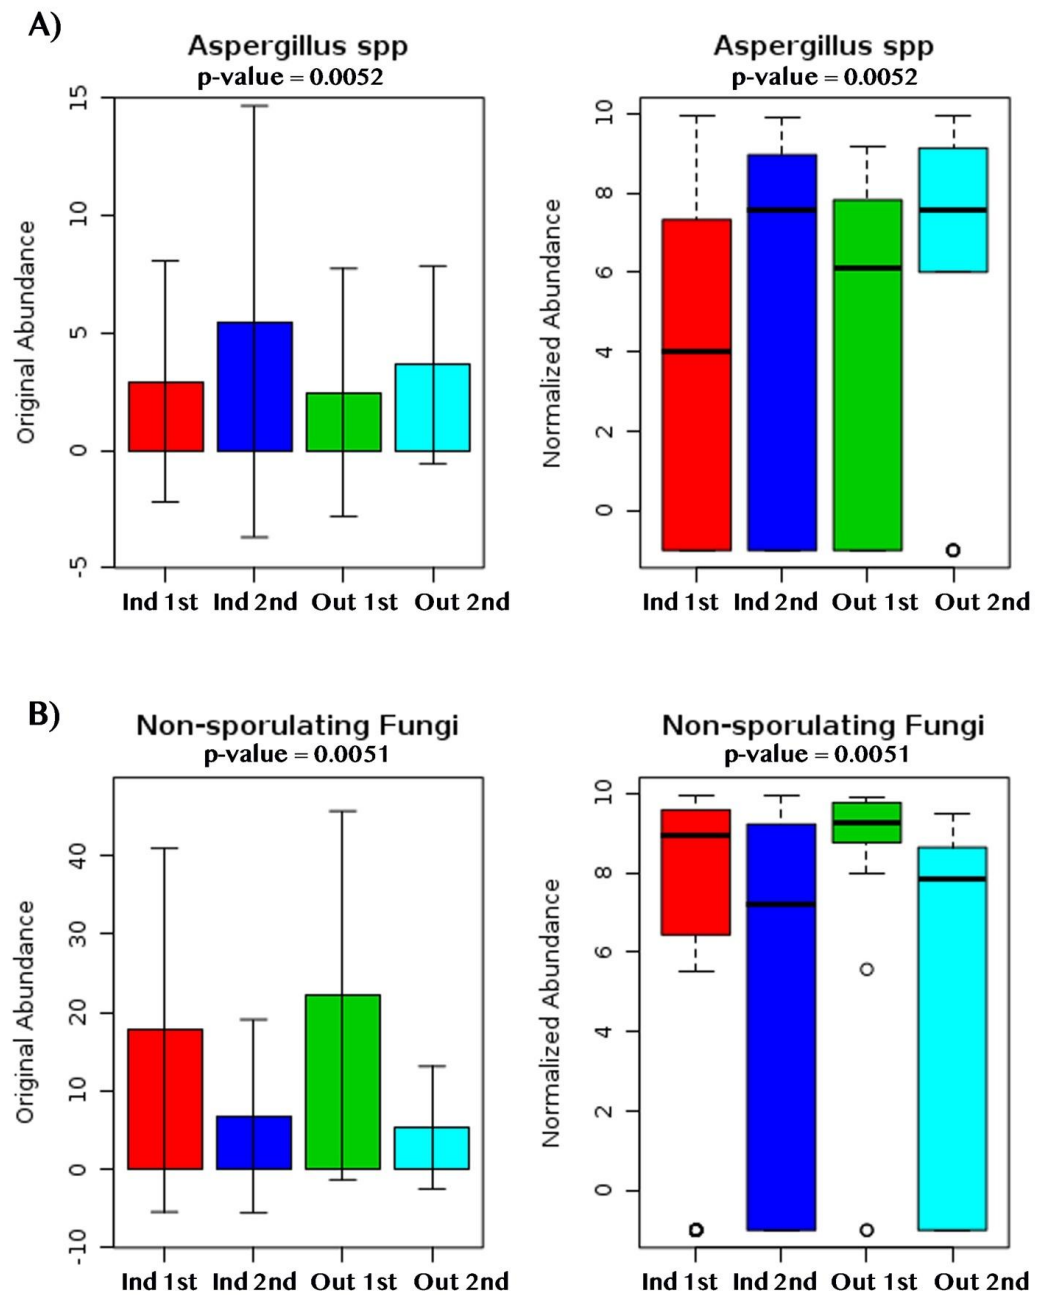 A)
Aspergillus spp
p-value = 0.0052
Original Abundance
15
10
5
0
-5
Ind 1st Ind 2nd Out 1st Out 2nd
Aspergillus spp
p-value = 0.0052
Normalized Abundance
10
8
6
4
2
0
Ind 1st Ind 2nd Out 1st Out 2nd
B)
Non-sporulating Fungi
p-value = 0.0051
Original Abundance
40
30
20
10
0
-10
Ind 1st Ind 2nd Out 1st Out 2nd
Non-sporulating Fungi
p-value = 0.0051
Normalized Abundance
10
8
6
4
2
0
Ind 1st Ind 2nd Out 1st Out 2nd